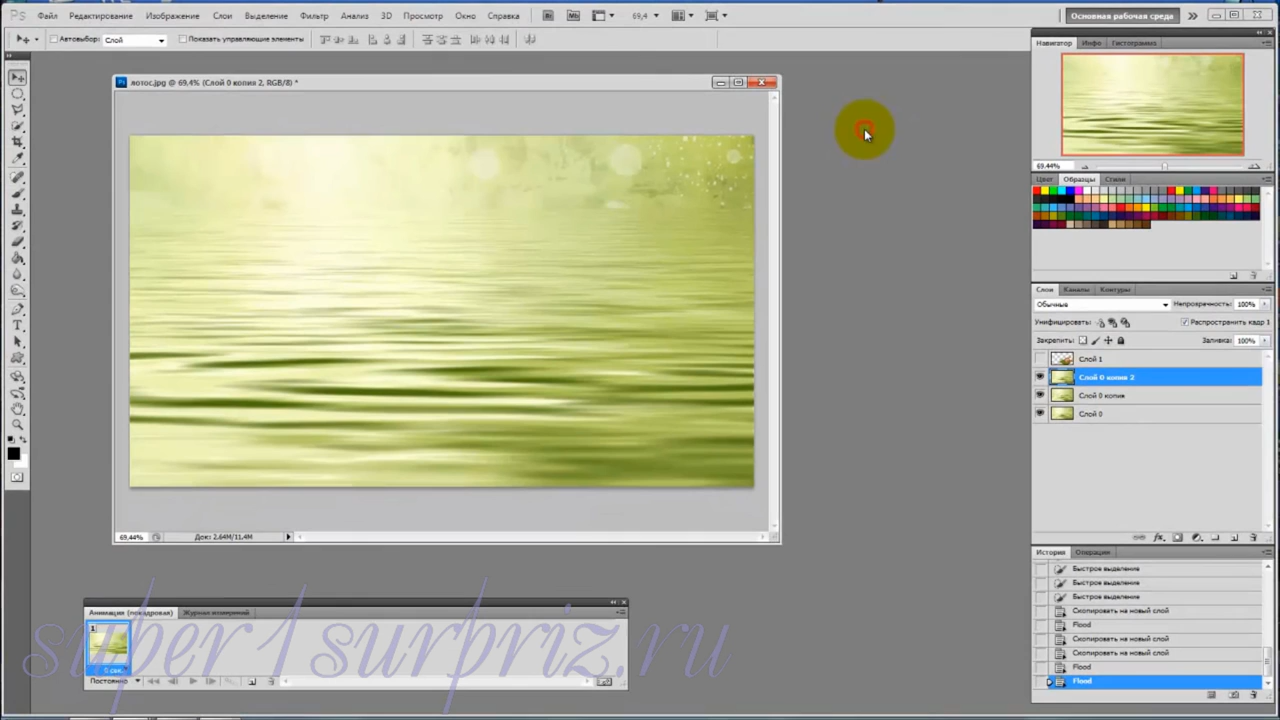 Ps Файл Редактирование Изображение Слои Выделение Фильтр Анализ 3D Просмотр Окно Справка Br Mb 69,4 Основная рабочая среда
Автовыбор: Слой Показать управляющие элементы
Навигатор Инфо Гистограмма
лотос.jpg @ 69.4% (Слой 0 копия 2, RGB/8) *
69.44%
Цвет Образцы Стили
Слои Каналы Контуры
Обычные Непрозрачность: 100%
Унифицировать: Распространить кадр 1
Закрепить: Заливка: 100%
Слой 1
Слой 0 копия 2
Слой 0 копия
Слой 0
69,44% Док: 2,64M/11,4M
История Операции
Быстрое выделение
Быстрое выделение
Быстрое выделение
Скопировать на новый слой
Flood
Скопировать на новый слой
Скопировать на новый слой
Flood
Flood
Анимация (покадровая) Журнал измерений
1
0 сек.
Постоянно
super1surpriz.ru